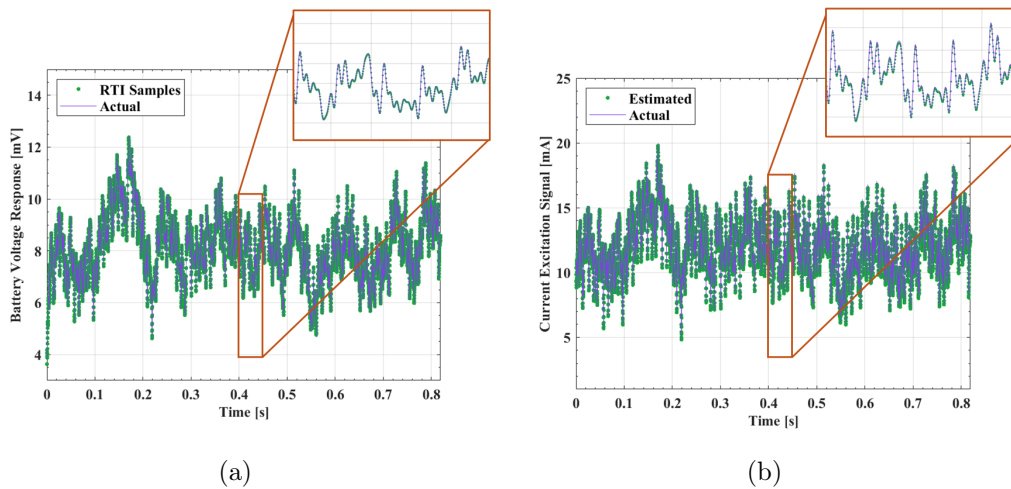 RTI Samples
Actual
Battery Voltage Response [mV]
14
12
10
8
6
4
0
0.1
0.2
0.3
0.4
0.5
0.6
0.7
0.8
Time [s]
(a)
Estimated
Actual
Current Excitation Signal [mA]
25
20
15
10
5
0
0.1
0.2
0.3
0.4
0.5
0.6
0.7
0.8
Time [s]
(b)